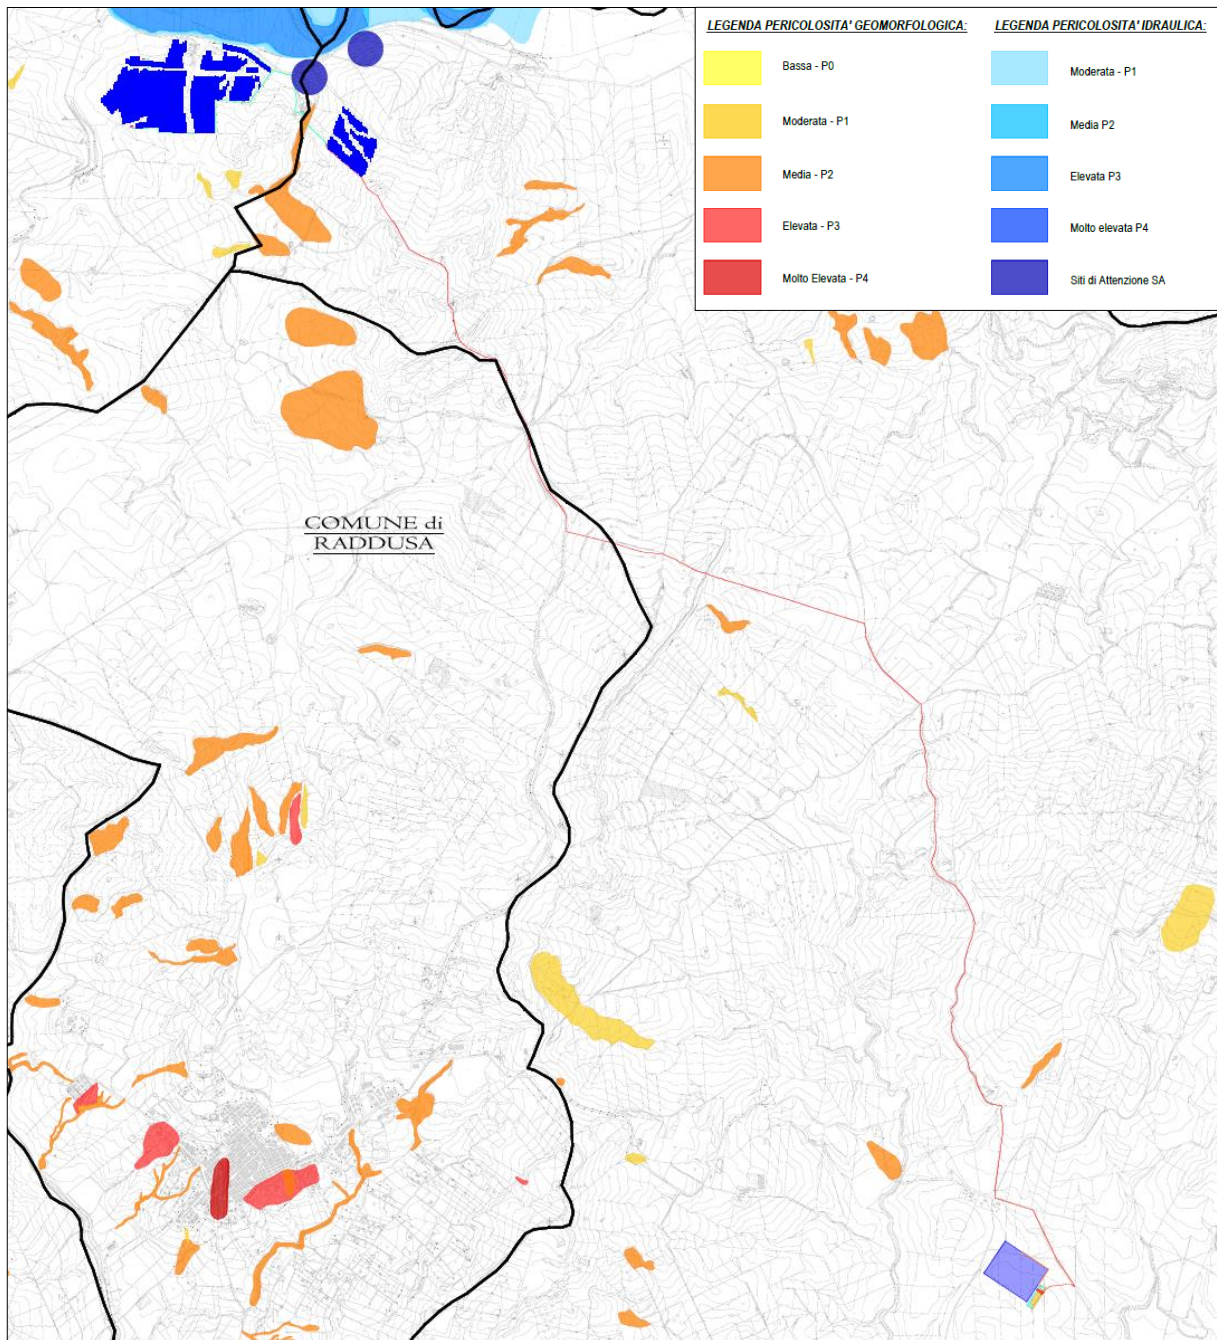 LEGENDA PERICOLOSITA' GEOMORFOLOGICA:
Bassa - P0
Moderata - P1
Media - P2
Elevata - P3
Molto Elevata - P4
LEGENDA PERICOLOSITA' IDRAULICA:
Moderata - P1
Media P2
Elevata P3
Molto elevata P4
Siti di Attenzione SA
COMUNE di
RADDUSA